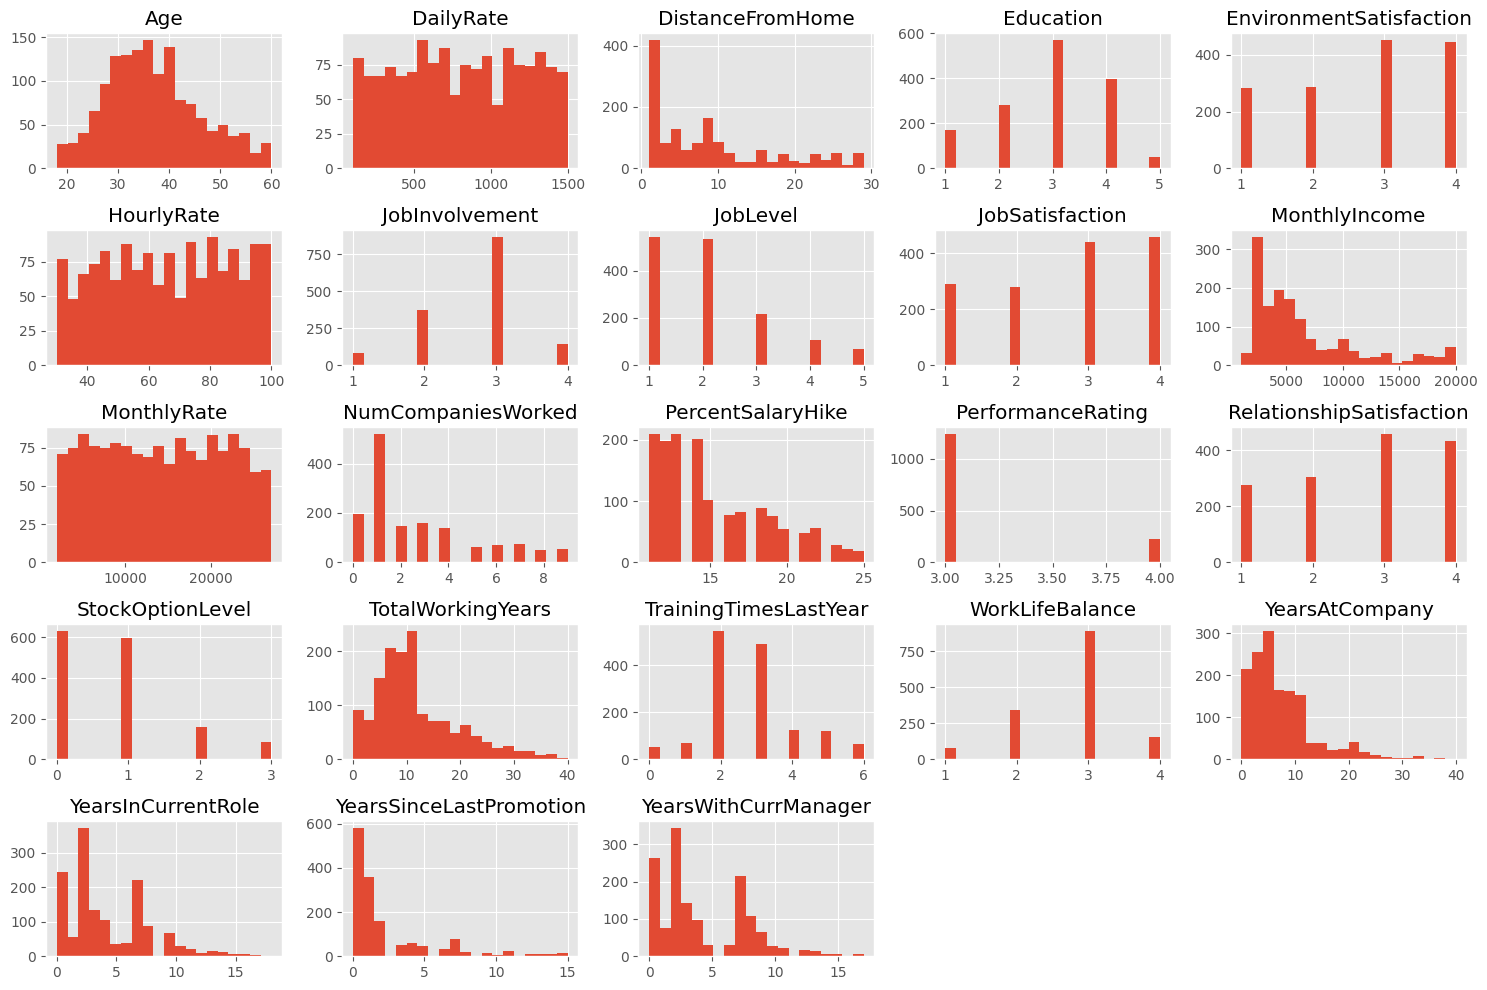 Age
150
100
50
0
20 30 40 50 60
DailyRate
75
50
25
0
500 1000 1500
DistanceFromHome
400
200
0
0 10 20 30
Education
600
400
200
0
1 2 3 4 5
EnvironmentSatisfaction
400
200
0
1 2 3 4
HourlyRate
75
50
25
0
40 60 80 100
JobInvolvement
750
500
250
0
1 2 3 4
JobLevel
400
200
0
1 2 3 4 5
JobSatisfaction
400
200
0
1 2 3 4
MonthlyIncome
300
200
100
0
5000 10000 15000 20000
MonthlyRate
75
50
25
0
10000 20000
NumCompaniesWorked
400
200
0
0 2 4 6 8
PercentSalaryHike
200
100
0
15 20 25
PerformanceRating
1000
500
0
3.00 3.25 3.50 3.75 4.00
RelationshipSatisfaction
400
200
0
1 2 3 4
StockOptionLevel
600
400
200
0
0 1 2 3
TotalWorkingYears
200
100
0
0 10 20 30 40
TrainingTimesLastYear
400
200
0
0 2 4 6
WorkLifeBalance
750
500
250
0
1 2 3 4
YearsAtCompany
300
200
100
0
0 10 20 30 40
YearsInCurrentRole
300
200
100
0
0 5 10 15
YearsSinceLastPromotion
600
400
200
0
0 5 10 15
YearsWithCurrManager
300
200
100
0
0 5 10 15